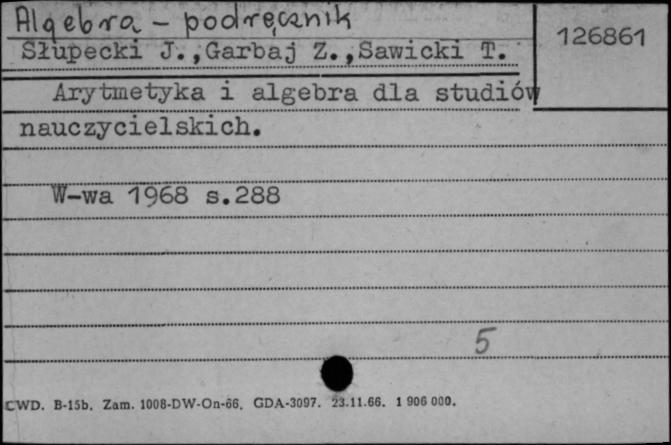 Algebra - podręcznik
126861
Słupecki J.,Garbaj Z.,Sawicki T.
Arytmetyka i algebra dla studiów
nauczycielskich.
W-wa 1968 s.288
5
CWD. B-15b. Zam. 1008-DW-On-66. GDA-3097. 23.11.66. 1 906 000.